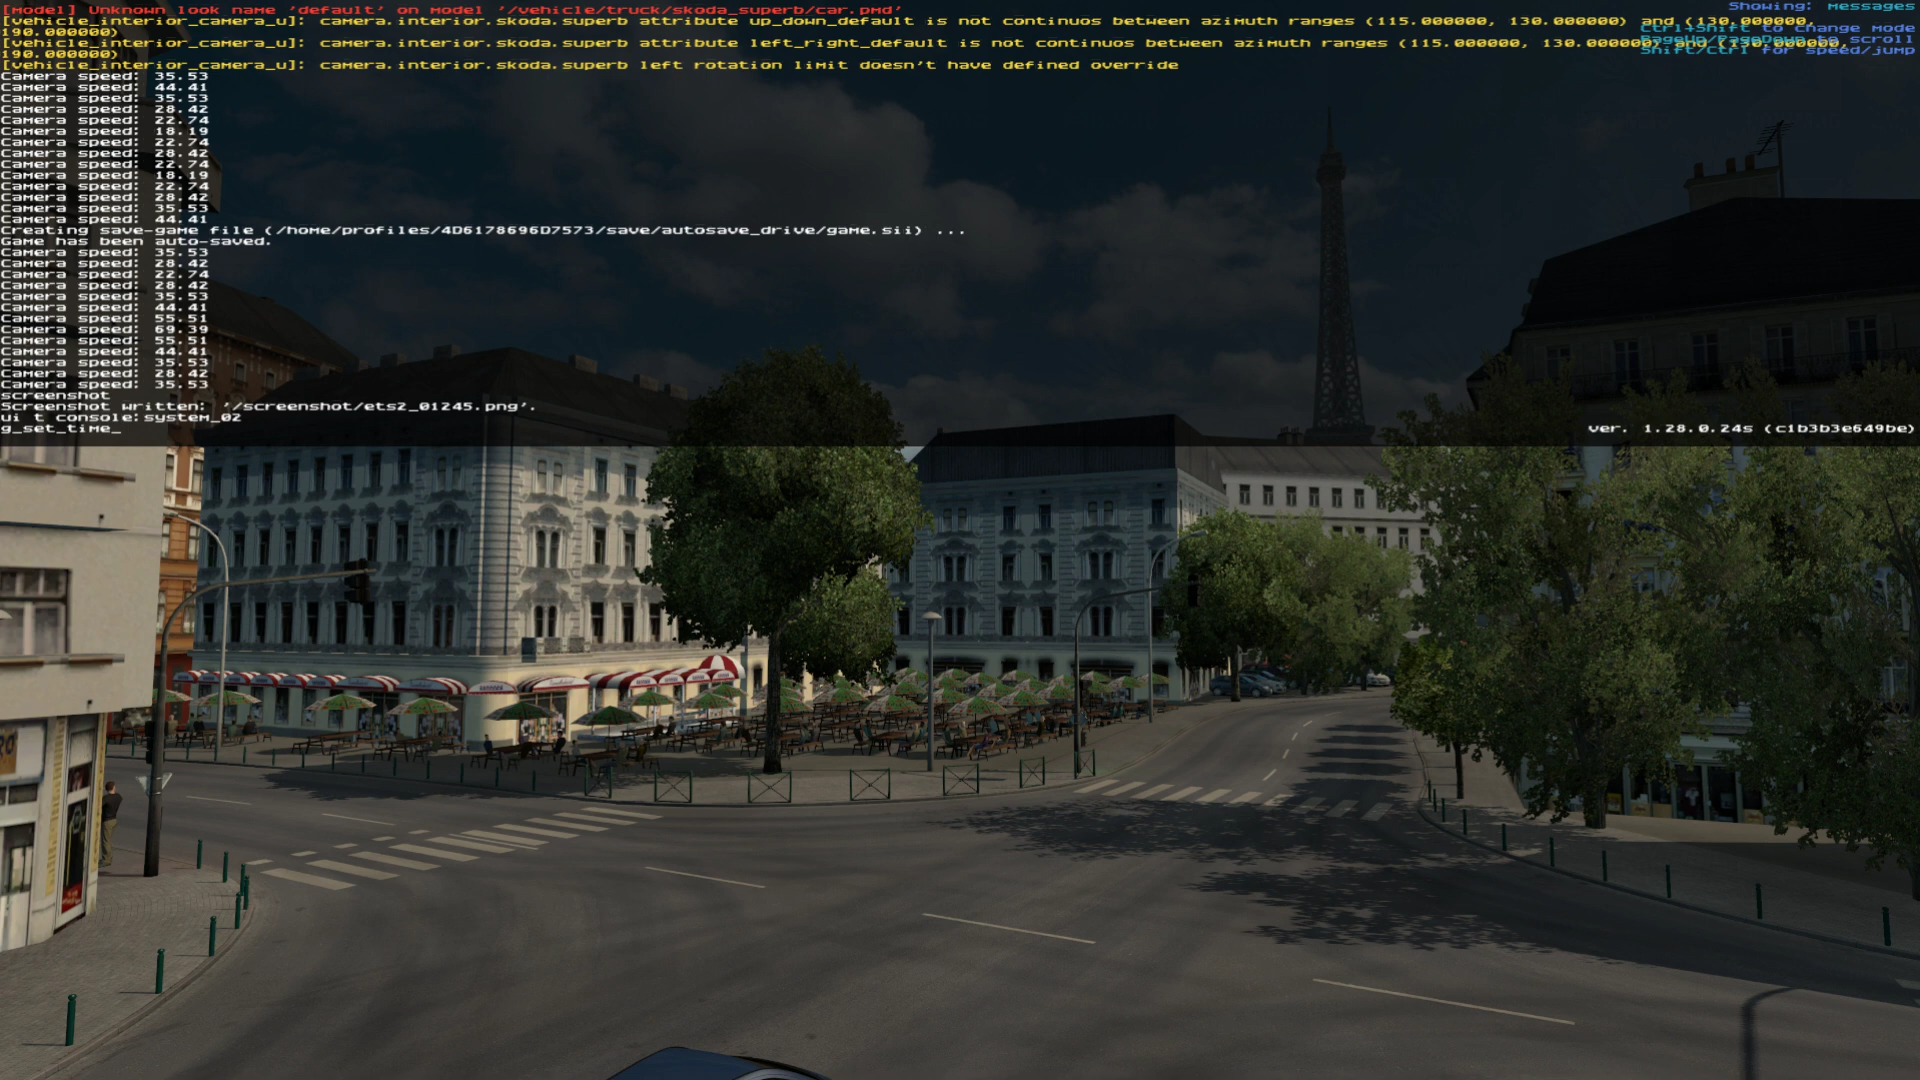 [model] Unknown look name 'default' on model '/vehicle/truck/skoda_superb/car.pmd'
Showing: messages
[vehicle_interior_camera_u]: camera.interior.skoda.superb attribute up_down_default is not continuos between azimuth ranges (115.000000, 130.000000) and (130.000000,
Ctrl+Shift to change mode
190.000000)
PageUp/PageDown to scroll
[vehicle_interior_camera_u]: camera.interior.skoda.superb attribute left_right_default is not continuos between azimuth ranges (115.000000, 130.000000) and (130.000000,
Shift/Ctrl for speed/jump
190.000000)
[vehicle_interior_camera_u]: camera.interior.skoda.superb left rotation limit doesn't have defined override
Camera speed: 35.53
Camera speed: 44.41
Camera speed: 35.53
Camera speed: 28.42
Camera speed: 22.74
Camera speed: 18.19
Camera speed: 22.74
Camera speed: 28.42
Camera speed: 22.74
Camera speed: 18.19
Camera speed: 22.74
Camera speed: 28.42
Camera speed: 35.53
Camera speed: 44.41
Creating save-game file (/home/profiles/4D6178696D7573/save/autosave_drive/game.sii) ...
Game has been auto-saved.
Camera speed: 35.53
Camera speed: 28.42
Camera speed: 22.74
Camera speed: 28.42
Camera speed: 35.53
Camera speed: 44.41
Camera speed: 55.51
Camera speed: 69.39
Camera speed: 55.51
Camera speed: 44.41
Camera speed: 35.53
Camera speed: 28.42
Camera speed: 35.53
screenshot
Screenshot written: '/screenshot/ets2_01245.png'.
ui t console:system_02
g_set_time_
ver. 1.28.0.24s (c1b3b3e649be)